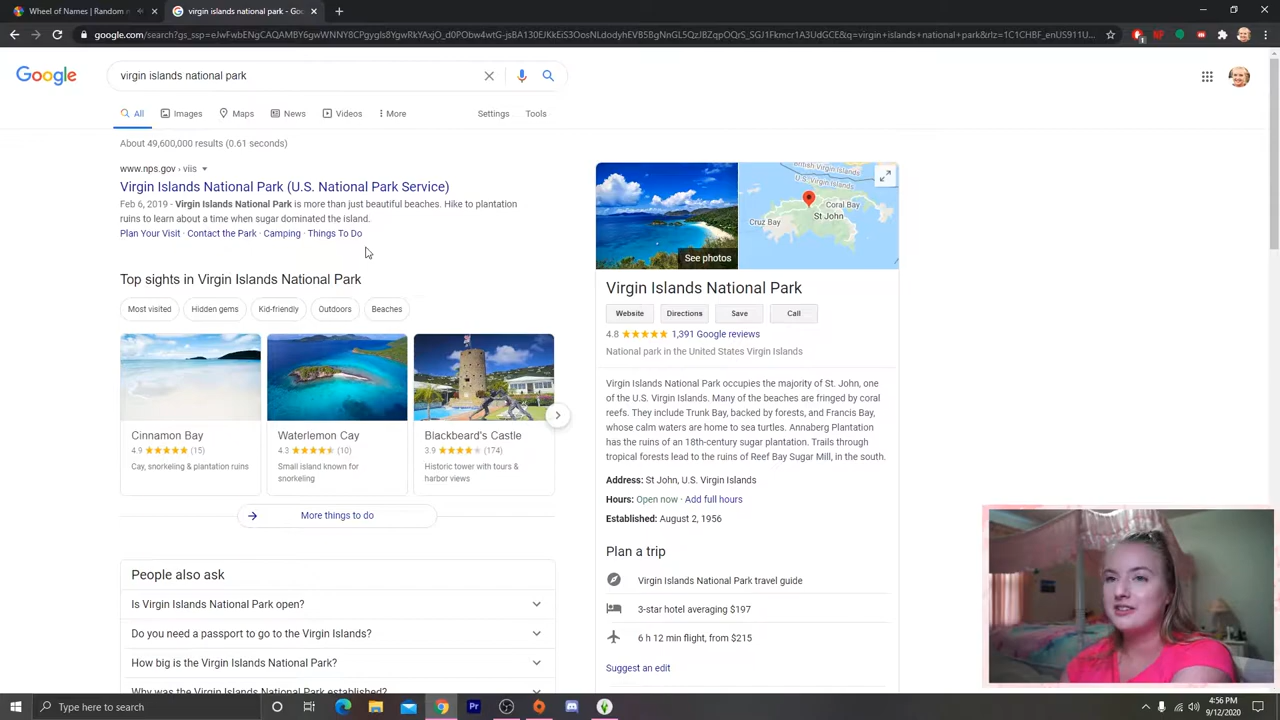 Wheel of Names | Random n
virgin islands national park - Goo
google.com/search?gs_ssp=
virgin islands national park
Google
All
Images
Maps
News
Videos
More
Settings
Tools
About 49,600,000 results (0.61 seconds)
www.nps.gov › viis
Virgin Islands National Park (U.S. National Park Service)
Feb 6, 2019 - Virgin Islands National Park is more than just beautiful beaches. Hike to plantation
ruins to learn about a time when sugar dominated the island.
Plan Your Visit · Contact the Park · Camping · Things To Do
Top sights in Virgin Islands National Park
Most visited
Hidden gems
Kid-friendly
Outdoors
Beaches
Cinnamon Bay
4.9 (15)
Cay, snorkeling & plantation ruins
Waterlemon Cay
4.3 (10)
Small island known for
snorkeling
Blackbeard's Castle
3.9 (174)
Historic tower with tours &
harbor views
More things to do
People also ask
Is Virgin Islands National Park open?
Do you need a passport to go to the Virgin Islands?
How big is the Virgin Islands National Park?
Why was the Virgin Islands National Park established?
See photos
British Virgin
Islands
U.S. Virgin
Islands
Coral Bay
Cruz Bay
St John
Virgin Islands National Park
Website
Directions
Save
Call
4.8 1,391 Google reviews
National park in the United States Virgin Islands
Virgin Islands National Park occupies the majority of St. John, one
of the U.S. Virgin Islands. Many of the beaches are fringed by coral
reefs. They include Trunk Bay, backed by forests, and Francis Bay,
whose calm waters are home to sea turtles. Annaberg Plantation
has the ruins of an 18th-century sugar plantation. Trails through
tropical forests lead to the ruins of Reef Bay Sugar Mill, in the south.
Address: St John, U.S. Virgin Islands
Hours: Open now · Add full hours
Established: August 2, 1956
Plan a trip
Virgin Islands National Park travel guide
3-star hotel averaging $197
6 h 12 min flight, from $215
Suggest an edit
Type here to search
Pr
4:56 PM
9/12/2020